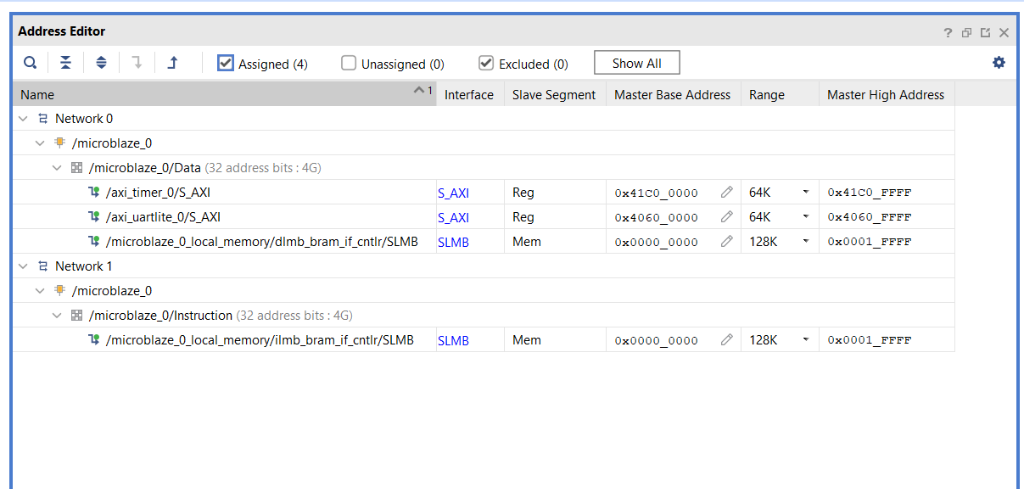 Address Editor
Assigned (4) Unassigned (0) Excluded (0) Show All
Name 1 Interface Slave Segment Master Base Address Range Master High Address
Network 0
/microblaze_0
/microblaze_0/Data (32 address bits : 4G)
/axi_timer_0/S_AXI S_AXI Reg 0x41C0_0000 64K 0x41C0_FFFF
/axi_uartlite_0/S_AXI S_AXI Reg 0x4060_0000 64K 0x4060_FFFF
/microblaze_0_local_memory/dlmb_bram_if_cntlr/SLMB SLMB Mem 0x0000_0000 128K 0x0001_FFFF
Network 1
/microblaze_0
/microblaze_0/Instruction (32 address bits : 4G)
/microblaze_0_local_memory/ilmb_bram_if_cntlr/SLMB SLMB Mem 0x0000_0000 128K 0x0001_FFFF